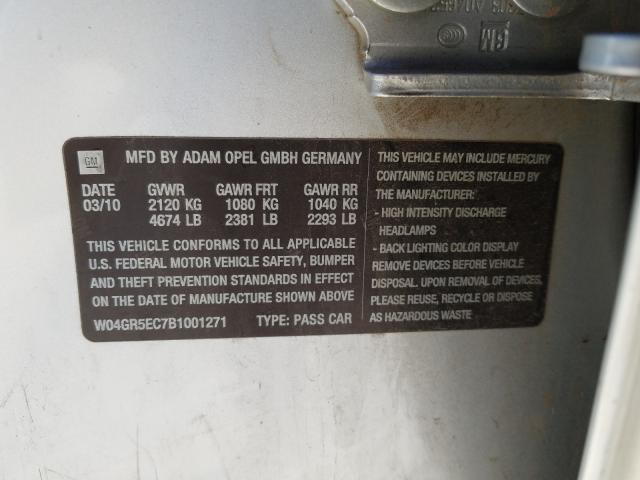 GM
GM MFD BY ADAM OPEL GMBH GERMANY
DATE GVWR GAWR FRT GAWR RR
03/10 2120 KG 1080 KG 1040 KG
4674 LB 2381 LB 2293 LB
THIS VEHICLE CONFORMS TO ALL APPLICABLE
U.S. FEDERAL MOTOR VEHICLE SAFETY, BUMPER
AND THEFT PREVENTION STANDARDS IN EFFECT
ON THE DATE OF MANUFACTURE SHOWN ABOVE
W04GR5EC7B1001271 TYPE: PASS CAR
THIS VEHICLE MAY INCLUDE MERCURY
CONTAINING DEVICES INSTALLED BY
THE MANUFACTURER:
- HIGH INTENSITY DISCHARGE
HEADLAMPS
- BACK LIGHTING COLOR DISPLAY
REMOVE DEVICES BEFORE VEHICLE
DISPOSAL. UPON REMOVAL OF DEVICES,
PLEASE REUSE, RECYCLE OR DISPOSE
AS HAZARDOUS WASTE